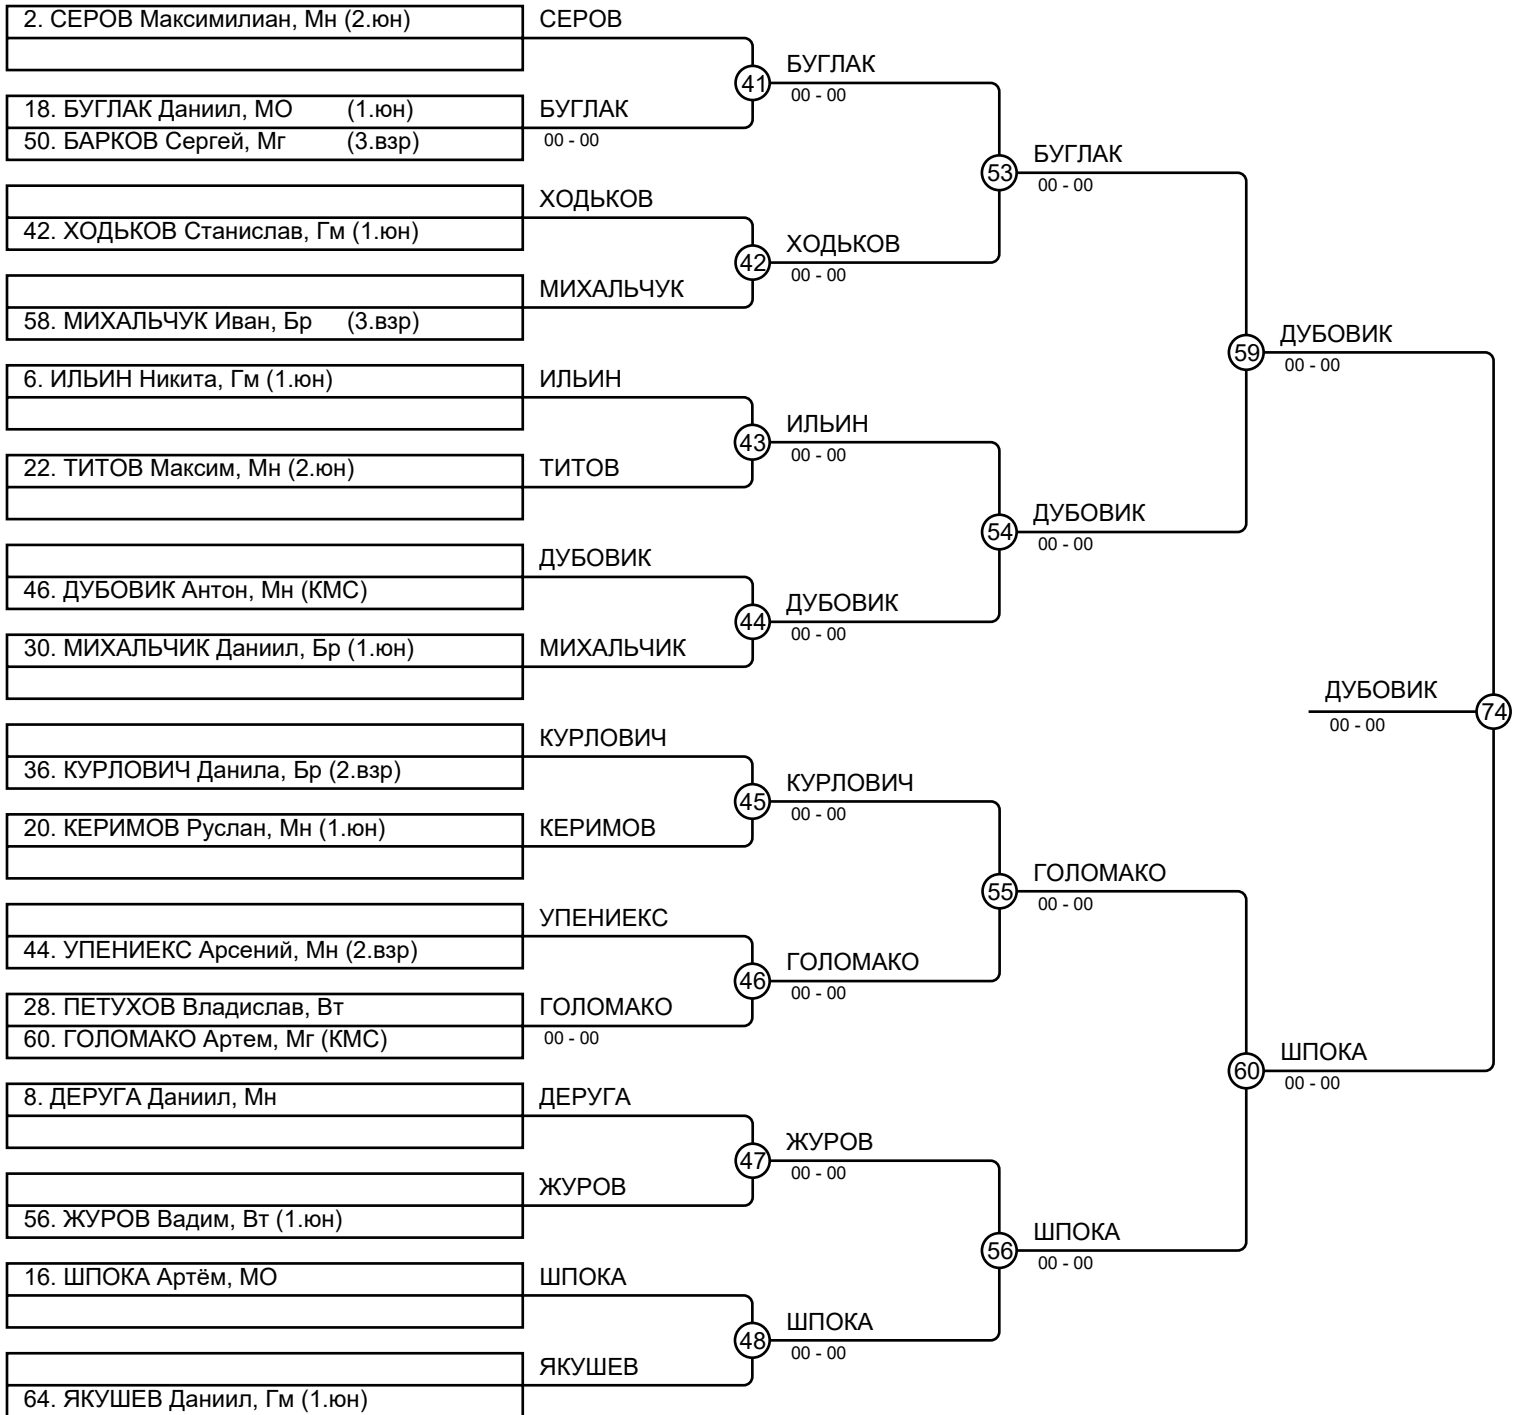 2. СЕРОВ Максимилиан, Мн (2.юн)
СЕРОВ
41
БУГЛАК
00 - 00
18. БУГЛАК Даниил, МО (1.юн)
50. БАРКОВ Сергей, Мг (3.взр)
БУГЛАК
00 - 00
53
БУГЛАК
00 - 00
ХОДЬКОВ
42. ХОДЬКОВ Станислав, Гм (1.юн)
42
ХОДЬКОВ
00 - 00
МИХАЛЬЧУК
58. МИХАЛЬЧУК Иван, Бр (3.взр)
59
ДУБОВИК
00 - 00
6. ИЛЬИН Никита, Гм (1.юн)
ИЛЬИН
43
ИЛЬИН
00 - 00
22. ТИТОВ Максим, Мн (2.юн)
ТИТОВ
54
ДУБОВИК
00 - 00
ДУБОВИК
46. ДУБОВИК Антон, Мн (КМС)
44
ДУБОВИК
00 - 00
30. МИХАЛЬЧИК Даниил, Бр (1.юн)
МИХАЛЬЧИК
ДУБОВИК
00 - 00
74
КУРЛОВИЧ
36. КУРЛОВИЧ Данила, Бр (2.взр)
45
КУРЛОВИЧ
00 - 00
20. КЕРИМОВ Руслан, Мн (1.юн)
КЕРИМОВ
55
ГОЛОМАКО
00 - 00
УПЕНИЕКС
44. УПЕНИЕКС Арсений, Мн (2.взр)
46
ГОЛОМАКО
00 - 00
28. ПЕТУХОВ Владислав, Вт
60. ГОЛОМАКО Артем, Мг (КМС)
ГОЛОМАКО
00 - 00
60
ШПОКА
00 - 00
8. ДЕРУГА Даниил, Мн
ДЕРУГА
47
ЖУРОВ
00 - 00
ЖУРОВ
56. ЖУРОВ Вадим, Вт (1.юн)
56
ШПОКА
00 - 00
16. ШПОКА Артём, МО
ШПОКА
48
ШПОКА
00 - 00
ЯКУШЕВ
64. ЯКУШЕВ Даниил, Гм (1.юн)